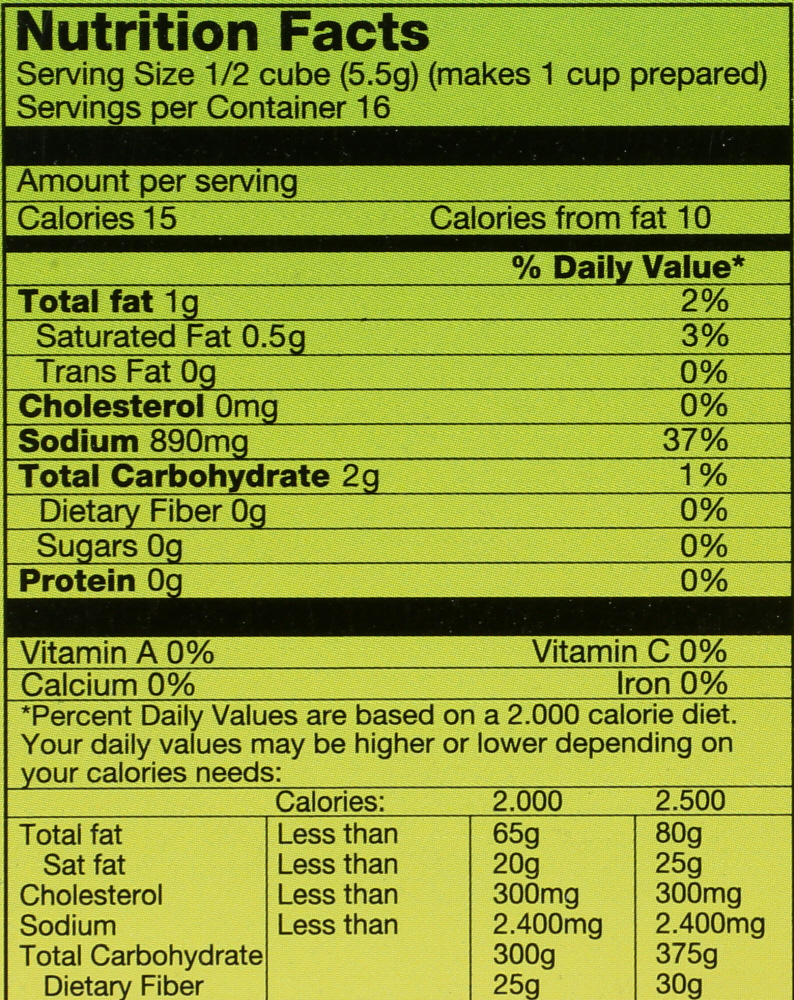 Nutrition Facts
Serving Size 1/2 cube (5.5g) (makes 1 cup prepared)
Servings per Container 16
Amount per serving
Calories 15 Calories from fat 10
% Daily Value*
Total fat 1g 2%
Saturated Fat 0.5g 3%
Trans Fat 0g 0%
Cholesterol 0mg 0%
Sodium 890mg 37%
Total Carbohydrate 2g 1%
Dietary Fiber 0g 0%
Sugars 0g 0%
Protein 0g 0%
Vitamin A 0% Vitamin C 0%
Calcium 0% Iron 0%
*Percent Daily Values are based on a 2.000 calorie diet.
Your daily values may be higher or lower depending on
your calories needs:
Calories: 2.000 2.500
Total fat Less than 65g 80g
Sat fat Less than 20g 25g
Cholesterol Less than 300mg 300mg
Sodium Less than 2.400mg 2.400mg
Total Carbohydrate 300g 375g
Dietary Fiber 25g 30g